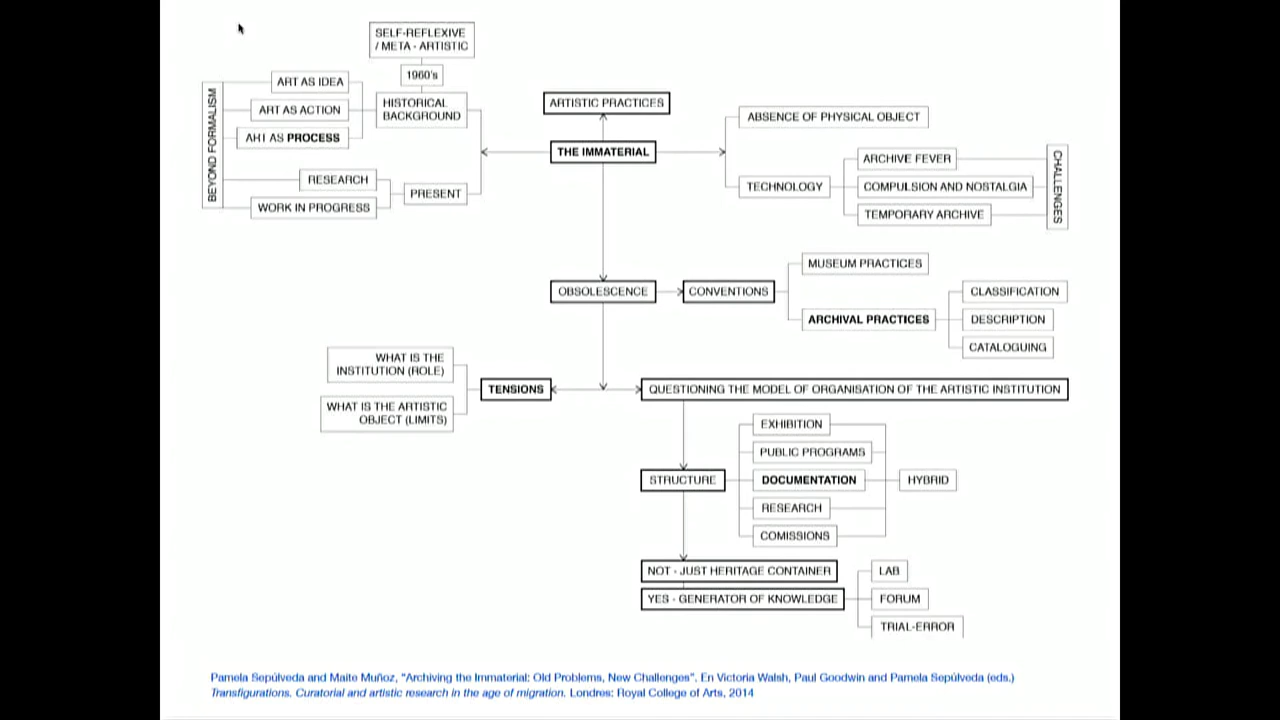 SELF-REFLEXIVE
/ META - ARTISTIC
1960's
HISTORICAL
BACKGROUND
ART AS IDEA
ART AS ACTION
ART AS PROCESS
BEYOND FORMALISM
RESEARCH
WORK IN PROGRESS
PRESENT
ARTISTIC PRACTICES
THE IMMATERIAL
ABSENCE OF PHYSICAL OBJECT
TECHNOLOGY
ARCHIVE FEVER
COMPULSION AND NOSTALGIA
TEMPORARY ARCHIVE
CHALLENGES
OBSOLESCENCE
CONVENTIONS
MUSEUM PRACTICES
ARCHIVAL PRACTICES
CLASSIFICATION
DESCRIPTION
CATALOGUING
WHAT IS THE
INSTITUTION (ROLE)
WHAT IS THE ARTISTIC
OBJECT (LIMITS)
TENSIONS
QUESTIONING THE MODEL OF ORGANISATION OF THE ARTISTIC INSTITUTION
STRUCTURE
EXHIBITION
PUBLIC PROGRAMS
DOCUMENTATION
RESEARCH
COMISSIONS
HYBRID
NOT - JUST HERITAGE CONTAINER
YES - GENERATOR OF KNOWLEDGE
LAB
FORUM
TRIAL-ERROR
Pamela Sepúlveda and Maite Muñoz, "Archiving the Immaterial: Old Problems, New Challenges". En Victoria Walsh, Paul Goodwin and Pamela Sepúlveda (eds.)
Transfigurations. Curatorial and artistic research in the age of migration. Londres: Royal College of Arts, 2014